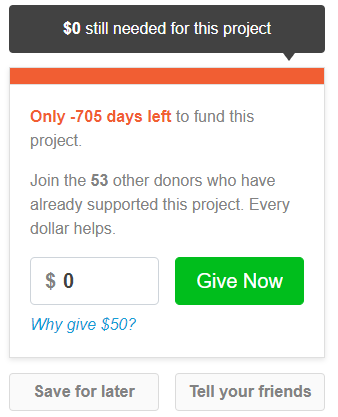 $0 still needed for this project
Only -705 days left to fund this
project.
Join the 53 other donors who have
already supported this project. Every
dollar helps.
$ 0
Give Now
Why give $50?
Save for later
Tell your friends